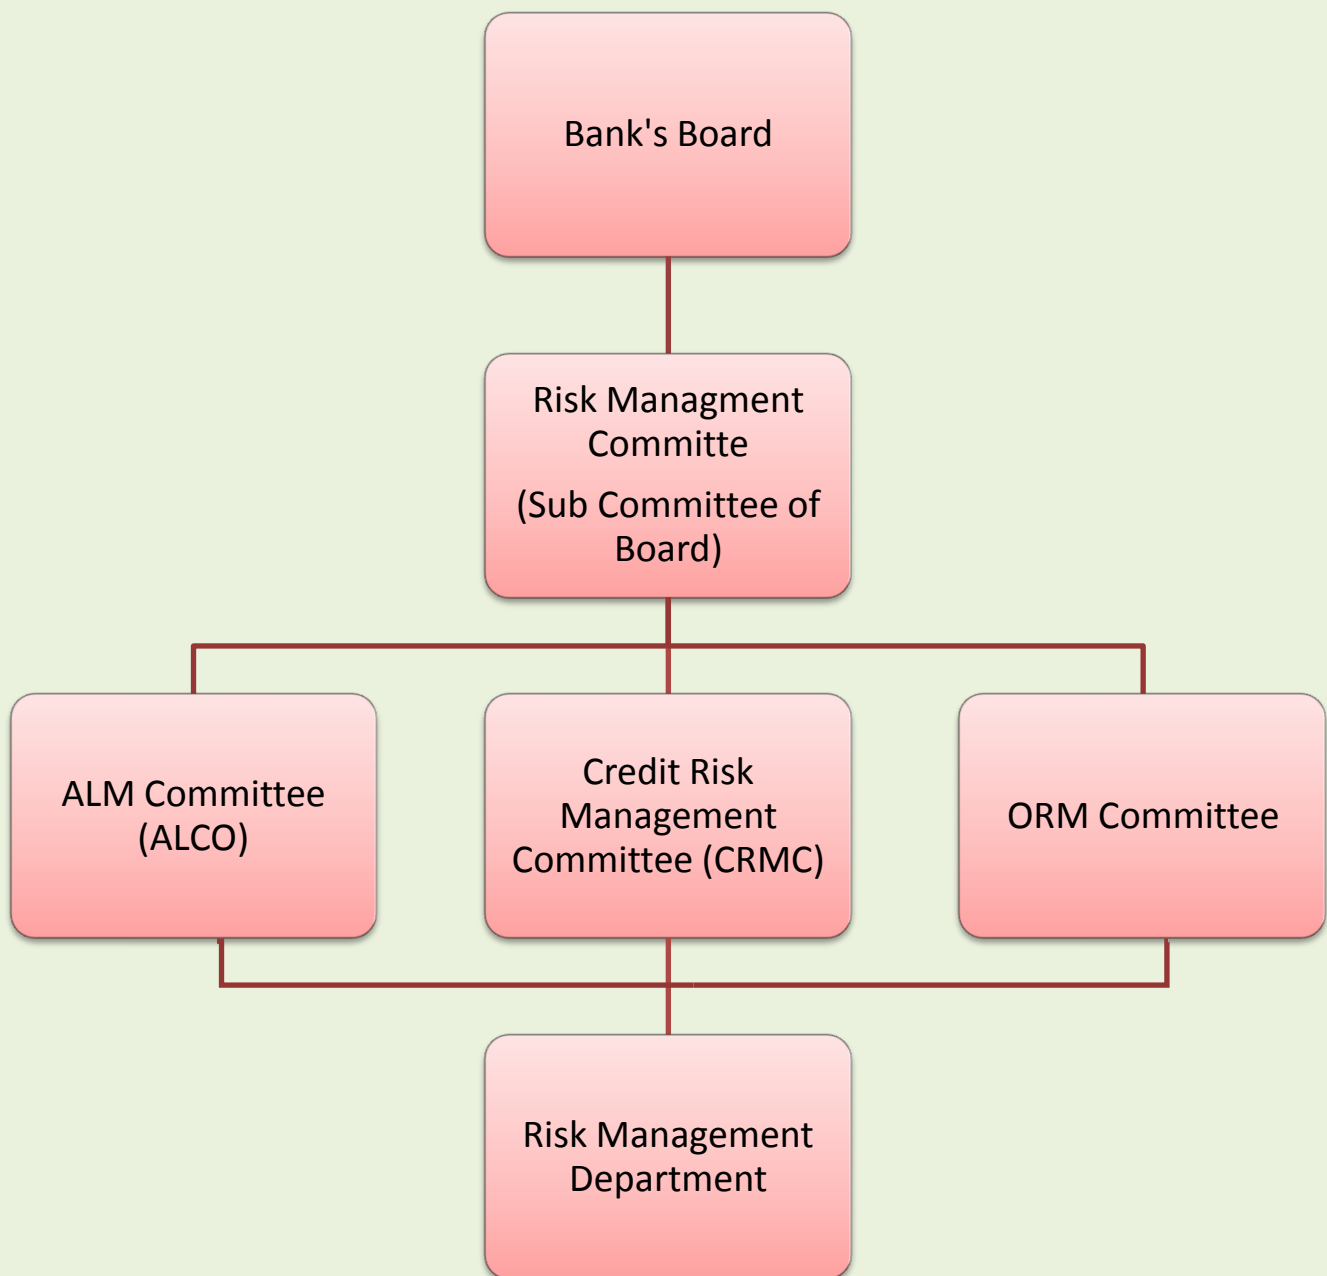 Bank's Board
Risk Managment
Committe
(Sub Committee of
Board)
ALM Committee
(ALCO)
Credit Risk
Management
Committee (CRMC)
ORM Committee
Risk Management
Department